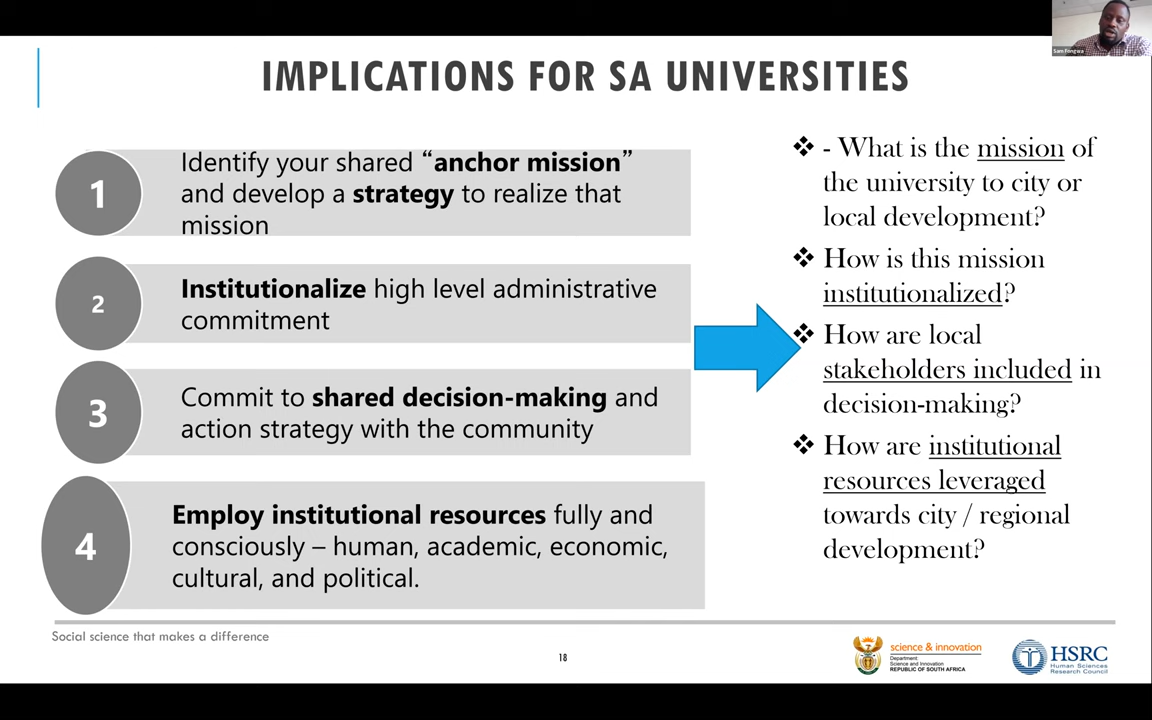 IMPLICATIONS FOR SA UNIVERSITIES
1
Identify your shared “anchor mission”
and develop a strategy to realize that
mission
2
Institutionalize high level administrative
commitment
3
Commit to shared decision-making and
action strategy with the community
4
Employ institutional resources fully and
consciously – human, academic, economic,
cultural, and political.
❖ - What is the mission of
the university to city or
local development?
❖ How is this mission
institutionalized?
❖ How are local
stakeholders included in
decision-making?
❖ How are institutional
resources leveraged
towards city / regional
development?
Social science that makes a difference
18
science & innovation
Department:
Science and Innovation
REPUBLIC OF SOUTH AFRICA
HSRC
Human Sciences
Research Council
Sam Fongwa